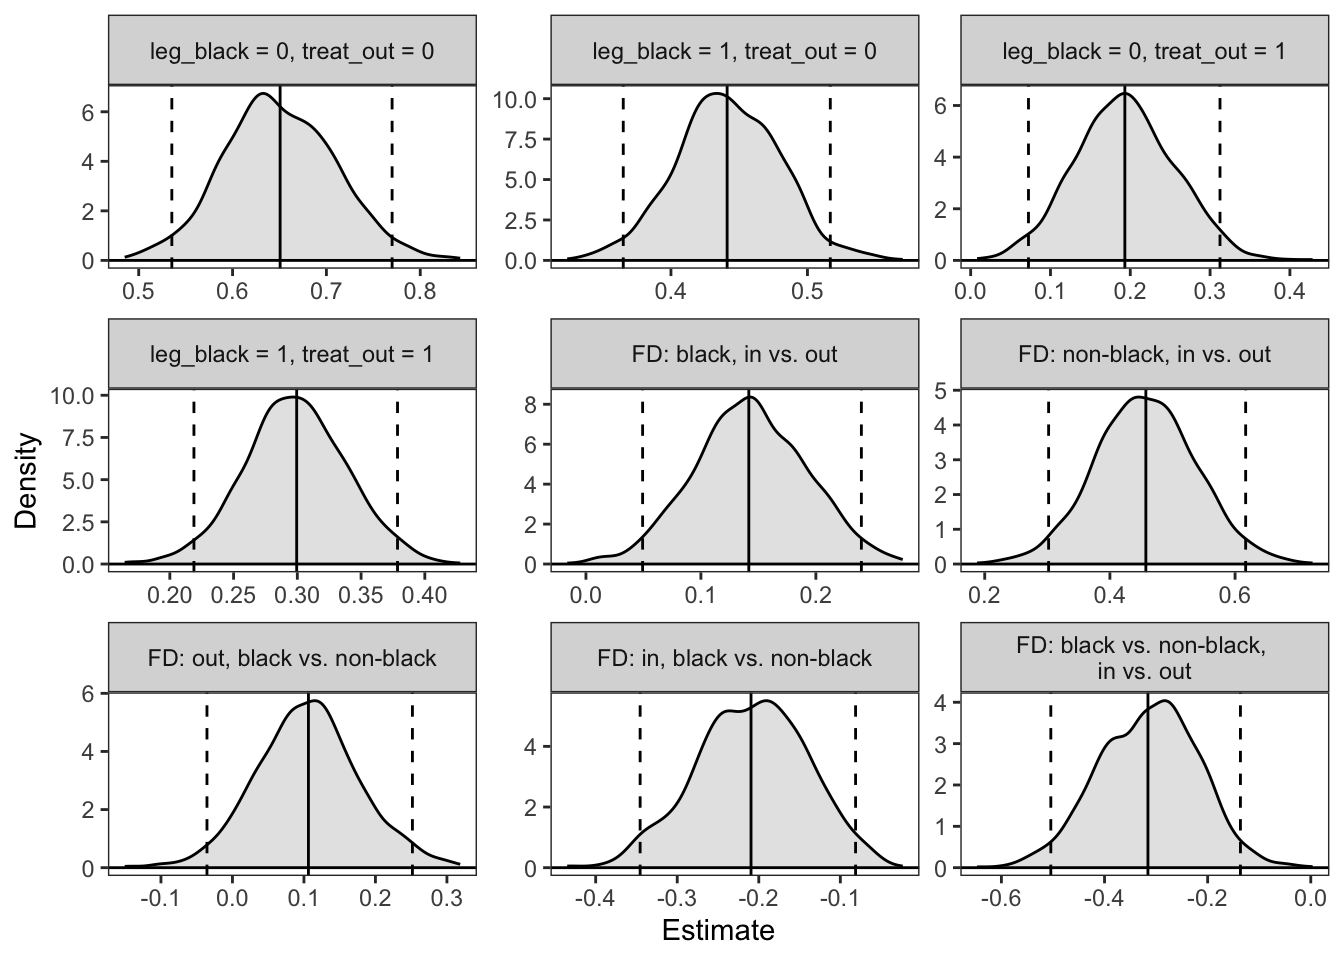 leg_black = 0, treat_out = 0
leg_black = 1, treat_out = 0
leg_black = 0, treat_out = 1
6
4
2
0
10.0
7.5
5.0
2.5
0.0
6
4
2
0
0.5 0.6 0.7 0.8
0.4 0.5
0.0 0.1 0.2 0.3 0.4
leg_black = 1, treat_out = 1
FD: black, in vs. out
FD: non-black, in vs. out
10.0
7.5
5.0
2.5
0.0
8
6
4
2
0
5
4
3
2
1
0
0.20 0.25 0.30 0.35 0.40
0.0 0.1 0.2
0.2 0.4 0.6
Density
FD: out, black vs. non-black
FD: in, black vs. non-black
FD: black vs. non-black,
in vs. out
6
4
2
0
4
2
0
4
3
2
1
0
-0.1 0.0 0.1 0.2 0.3
-0.4 -0.3 -0.2 -0.1
-0.6 -0.4 -0.2 0.0
Estimate